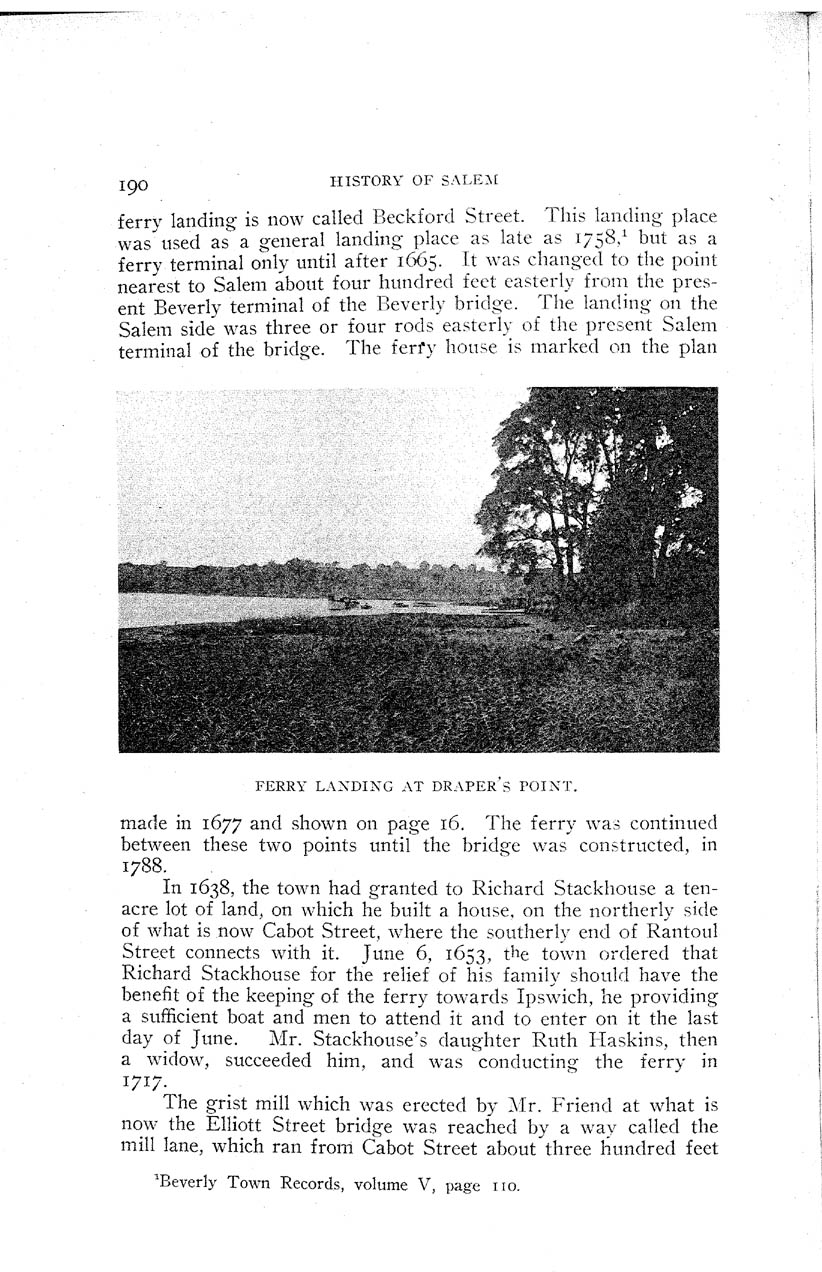 190
HISTORY OF SALEM
ferry landing is now called Beckford Street. This landing place
was used as a general landing place as late as 1758,¹ but as a
ferry terminal only until after 1665. It was changed to the point
nearest to Salem about four hundred feet easterly from the pres-
ent Beverly terminal of the Beverly bridge. The landing on the
Salem side was three or four rods easterly of the present Salem
terminal of the bridge. The ferry house is marked on the plan
FERRY LANDING AT DRAPER'S POINT.
made in 1677 and shown on page 16. The ferry was continued
between these two points until the bridge was constructed, in
1788.
In 1638, the town had granted to Richard Stackhouse a ten-
acre lot of land, on which he built a house, on the northerly side
of what is now Cabot Street, where the southerly end of Rantoul
Street connects with it. June 6, 1653, the town ordered that
Richard Stackhouse for the relief of his family should have the
benefit of the keeping of the ferry towards Ipswich, he providing
a sufficient boat and men to attend it and to enter on it the last
day of June. Mr. Stackhouse's daughter Ruth Haskins, then
a widow, succeeded him, and was conducting the ferry in
1717.
The grist mill which was erected by Mr. Friend at what is
now the Elliott Street bridge was reached by a way called the
mill lane, which ran from Cabot Street about three hundred feet
¹Beverly Town Records, volume V, page 110.